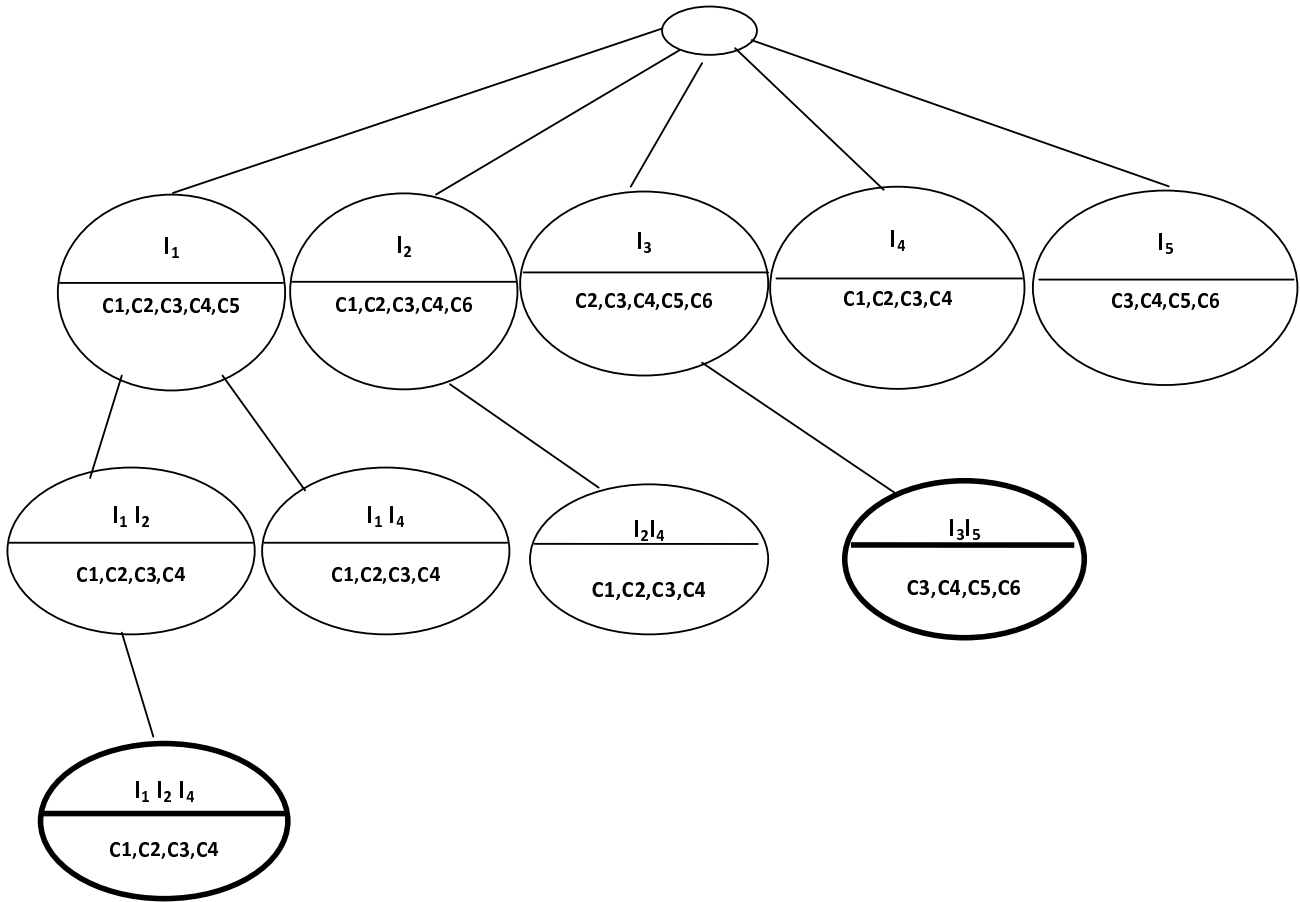 I₁
C1,C2,C3,C4,C5
I₂
C1,C2,C3,C4,C6
I₃
C2,C3,C4,C5,C6
I₄
C1,C2,C3,C4
I₅
C3,C4,C5,C6
I₁ I₂
C1,C2,C3,C4
I₁ I₄
C1,C2,C3,C4
I₂I₄
C1,C2,C3,C4
I₃I₅
C3,C4,C5,C6
I₁ I₂ I₄
C1,C2,C3,C4